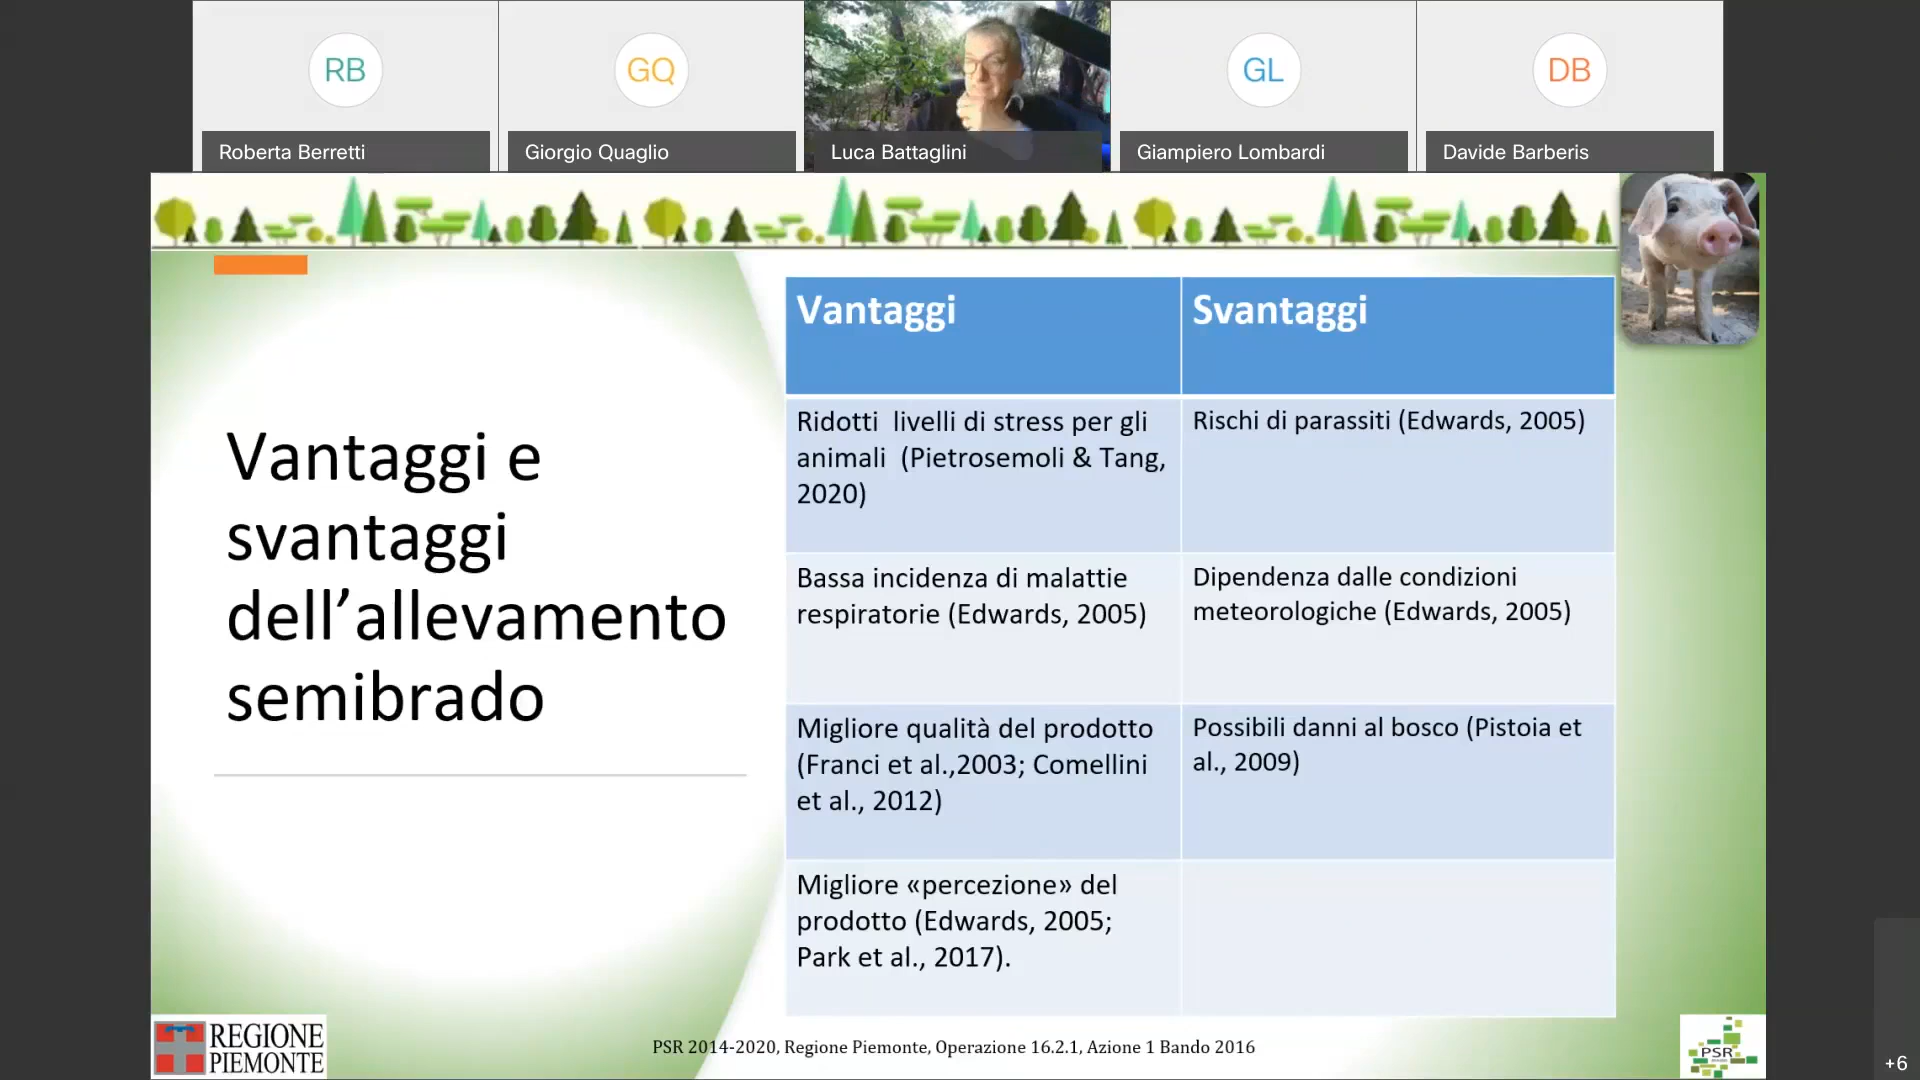 RB
GQ
GL
DB
Roberta Berretti
Giorgio Quaglio
Luca Battaglini
Giampiero Lombardi
Davide Barberis
Vantaggi e
svantaggi
dell’allevamento
semibrado
Vantaggi
Svantaggi
Ridotti  livelli di stress per gli
animali  (Pietrosemoli & Tang,
2020)
Rischi di parassiti (Edwards, 2005)
Bassa incidenza di malattie
respiratorie (Edwards, 2005)
Dipendenza dalle condizioni
meteorologiche (Edwards, 2005)
Migliore qualità del prodotto
(Franci et al.,2003; Comellini
et al., 2012)
Possibili danni al bosco (Pistoia et
al., 2009)
Migliore «percezione» del
prodotto (Edwards, 2005;
Park et al., 2017).
REGIONE
PIEMONTE
PSR 2014-2020, Regione Piemonte, Operazione 16.2.1, Azione 1 Bando 2016
PSR
+6